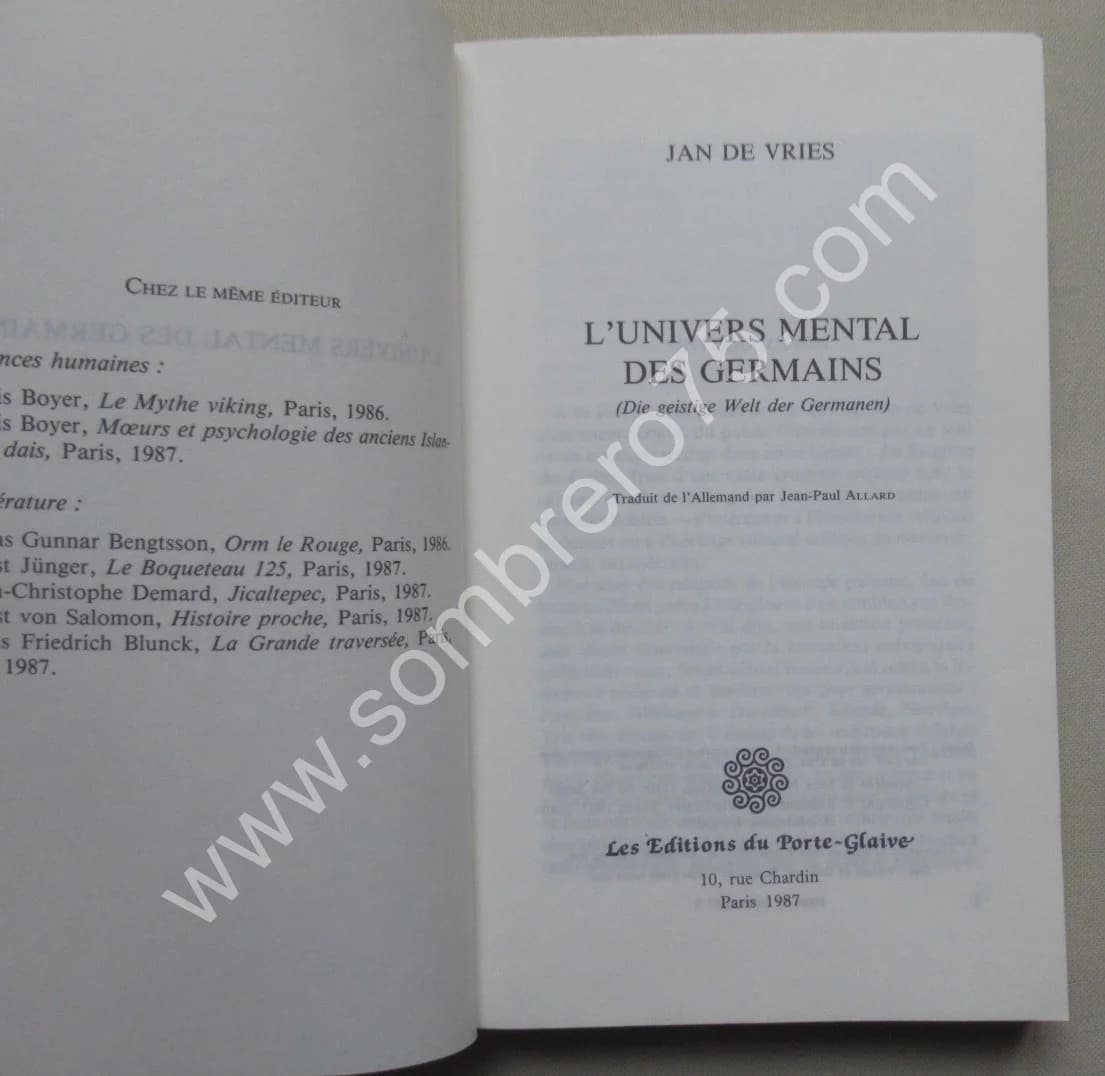 CHEZ LE MÊME ÉDITEUR
nces humaines :
is Boyer, Le Mythe viking, Paris, 1986.
is Boyer, Mœurs et psychologie des anciens Islan-
dais, Paris, 1987.
érature :
ns Gunnar Bengtsson, Orm le Rouge, Paris, 1986.
st Jünger, Le Boqueteau 125, Paris, 1987.
-Christophe Demard, Jicaltepec, Paris, 1987.
st von Salomon, Histoire proche, Paris, 1987.
s Friedrich Blunck, La Grande traversée, Paris,
1987.
JAN DE VRIES
L'UNIVERS MENTAL
DES GERMAINS
(Die geistige Welt der Germanen)
Traduit de l'Allemand par Jean-Paul ALLARD
Les Editions du Porte-Glaive
10, rue Chardin
Paris 1987
www.sombrero75.com